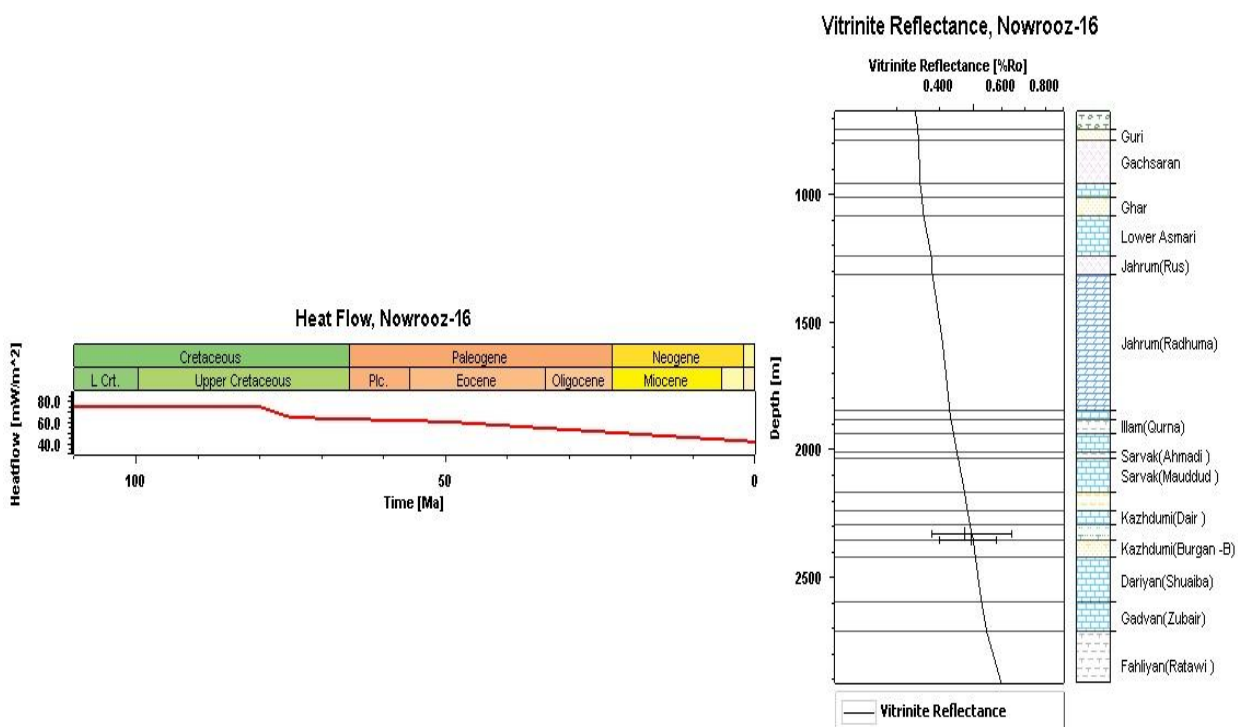 Heat Flow, Nowrooz-16
Cretaceous Paleogene Neogene
L Crt. Upper Cretaceous Plc. Eocene Oligocene Miocene
Heatflow [mW/m^2]
80.0
60.0
40.0
100 50 0
Time [Ma]
Vitrinite Reflectance, Nowrooz-16
Vitrinite Reflectance [%Ro]
0.400 0.600 0.800
Depth [m]
1000
1500
2000
2500
Guri
Gachsaran
Ghar
Lower Asmari
Jahrum(Rus)
Jahrum(Radhuma)
Illam(Qurna)
Sarvak(Ahmadi )
Sarvak(Mauddud )
Kazhdumi(Dair )
Kazhdumi(Burgan -B)
Dariyan(Shuaiba)
Gadvan(Zubair)
Fahliyan(Ratawi )
Vitrinite Reflectance